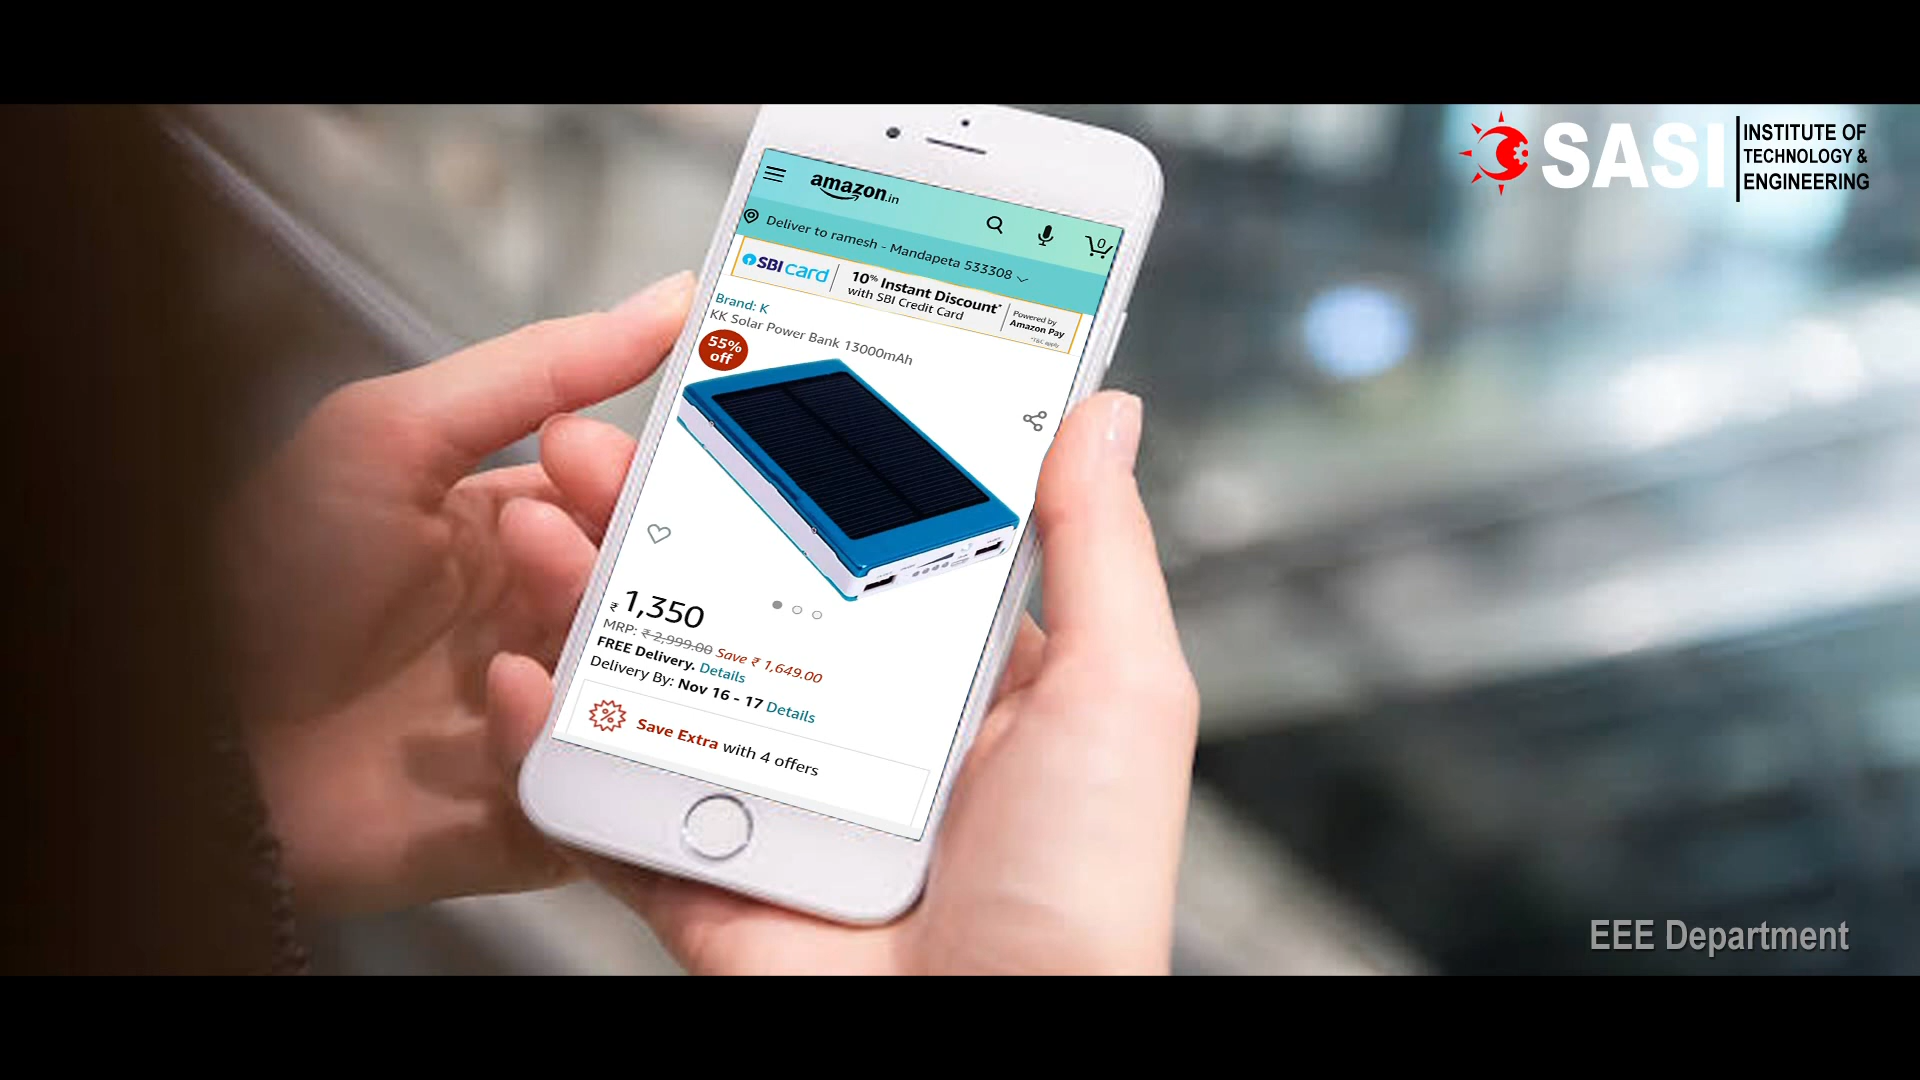 SASI
INSTITUTE OF
TECHNOLOGY &
ENGINEERING
amazon.in
0
Deliver to ramesh - Mandapeta 533308
SBI card
10% Instant Discount*
with SBI Credit Card
Powered by
Amazon Pay
*T&C apply
Brand: K
KK Solar Power Bank 13000mAh
55%
off
₹ 1,350
MRP: ₹ 2,999.00 Save ₹ 1,649.00
FREE Delivery. Details
Delivery By: Nov 16 - 17 Details
Save Extra with 4 offers
EEE Department